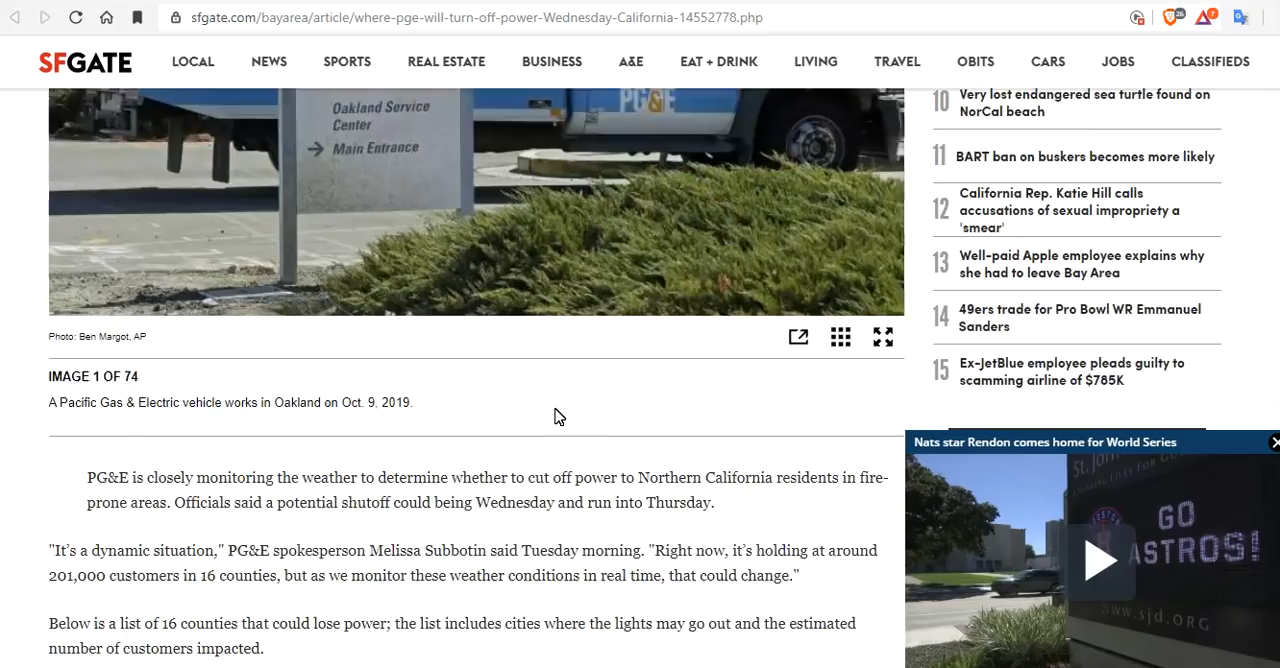 sfgate.com/bayarea/article/where-pge-will-turn-off-power-Wednesday-California-14552778.php
26
7
SFGATE
LOCAL NEWS SPORTS REAL ESTATE BUSINESS A&E EAT + DRINK LIVING TRAVEL OBITS CARS JOBS CLASSIFIEDS
Oakland Service
Center
→ Main Entrance
PG&E
Photo: Ben Margot, AP
IMAGE 1 OF 74
A Pacific Gas & Electric vehicle works in Oakland on Oct. 9, 2019.
PG&E is closely monitoring the weather to determine whether to cut off power to Northern California residents in fire-
prone areas. Officials said a potential shutoff could being Wednesday and run into Thursday.
"It's a dynamic situation," PG&E spokesperson Melissa Subbotin said Tuesday morning. "Right now, it's holding at around
201,000 customers in 16 counties, but as we monitor these weather conditions in real time, that could change."
Below is a list of 16 counties that could lose power; the list includes cities where the lights may go out and the estimated
number of customers impacted.
10 Very lost endangered sea turtle found on
NorCal beach
11 BART ban on buskers becomes more likely
12 California Rep. Katie Hill calls
accusations of sexual impropriety a
'smear'
13 Well-paid Apple employee explains why
she had to leave Bay Area
14 49ers trade for Pro Bowl WR Emmanuel
Sanders
15 Ex-JetBlue employee pleads guilty to
scamming airline of $785K
Nats star Rendon comes home for World Series
GO
ASTROS!
www.sjd.org